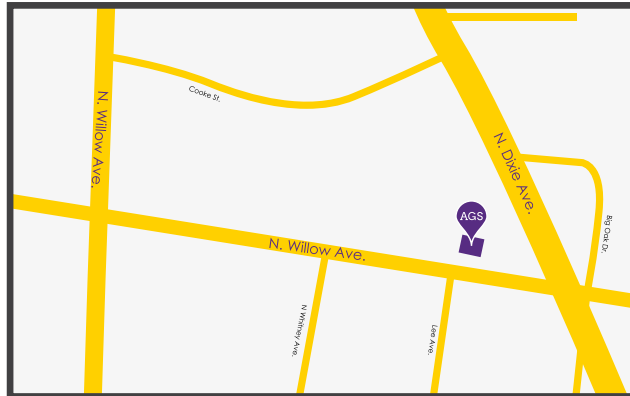 N. Willow Ave.
Cooke St.
N. Dixie Ave.
AGS
Big Oak Dr.
N. Willow Ave.
N Whitney Ave.
Lee Ave.